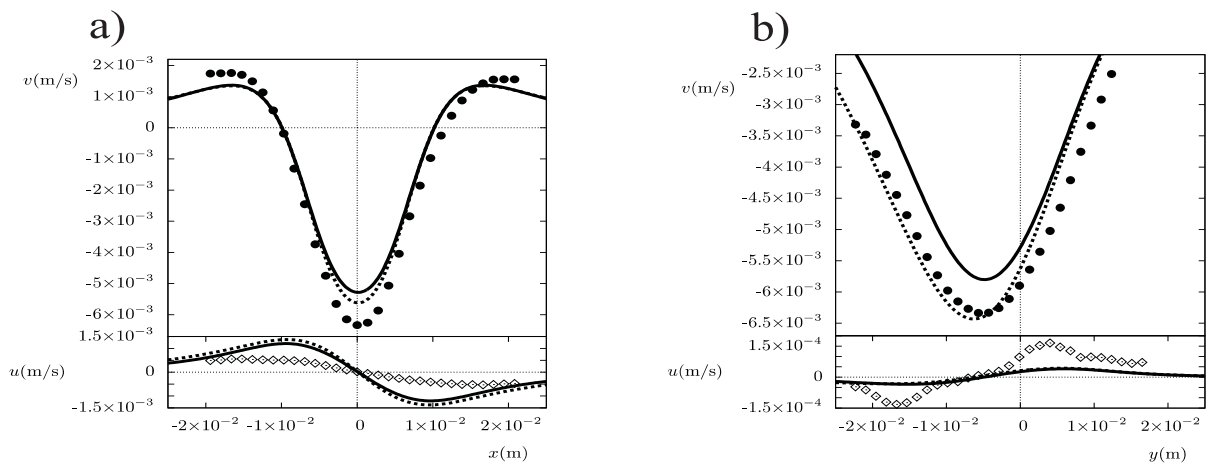 a)
v(m/s)
2×10⁻³
1×10⁻³
0
-1×10⁻³
-2×10⁻³
-3×10⁻³
-4×10⁻³
-5×10⁻³
-6×10⁻³
1.5×10⁻³
u(m/s)
0
-1.5×10⁻³
-2×10⁻² -1×10⁻² 0 1×10⁻² 2×10⁻²
x(m)
b)
v(m/s)
-2.5×10⁻³
-3×10⁻³
-3.5×10⁻³
-4×10⁻³
-4.5×10⁻³
-5×10⁻³
-5.5×10⁻³
-6×10⁻³
-6.5×10⁻³
u(m/s)
1.5×10⁻⁴
0
-1.5×10⁻⁴
-2×10⁻² -1×10⁻² 0 1×10⁻² 2×10⁻²
y(m)